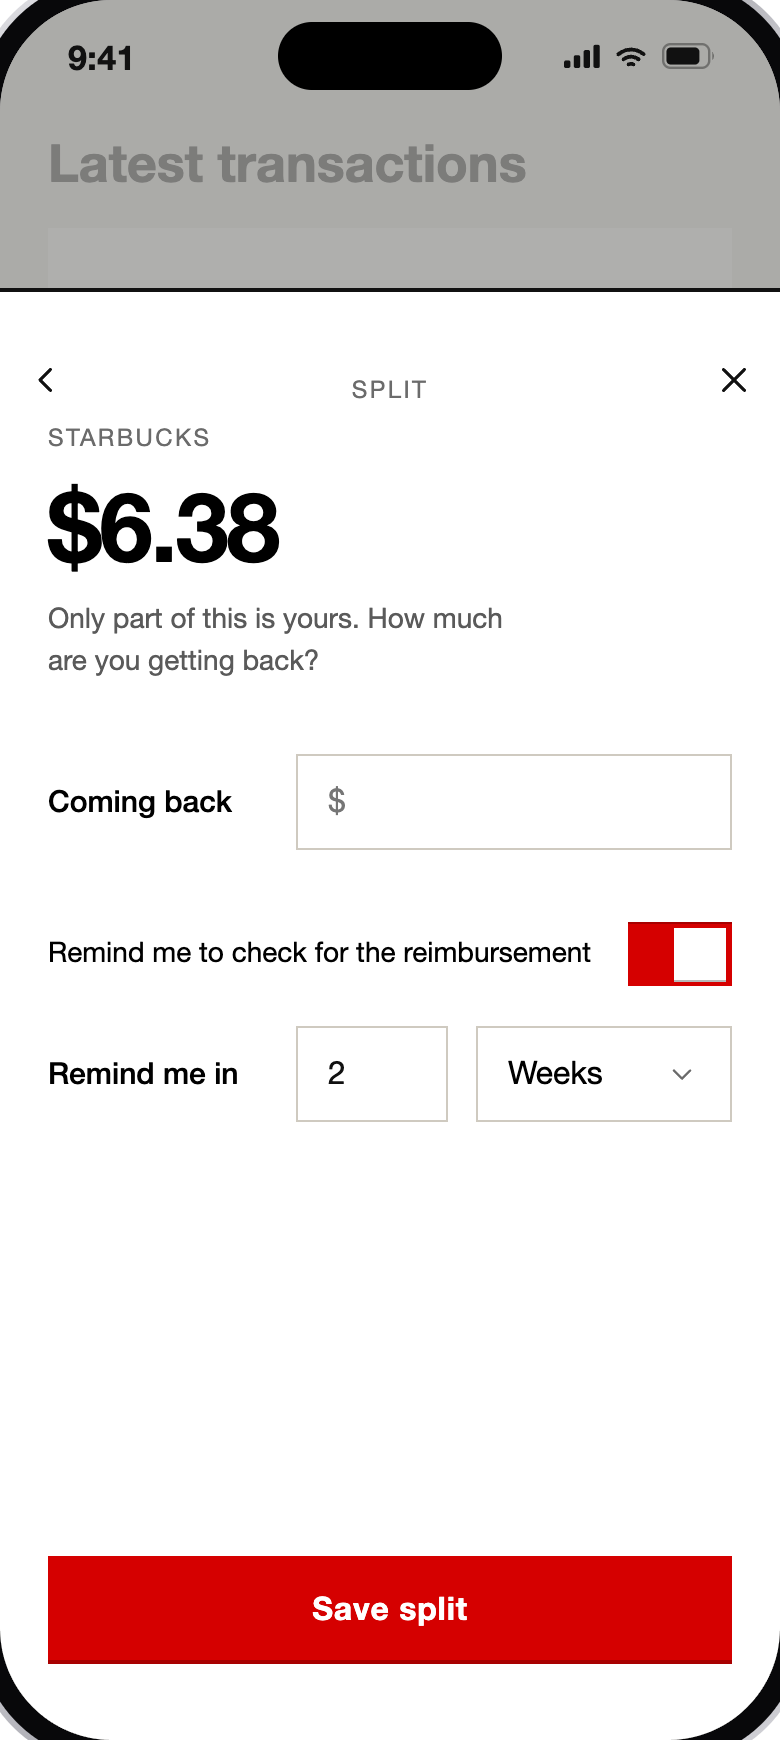 9:41
Latest transactions
SPLIT
STARBUCKS
$6.38
Only part of this is yours. How much
are you getting back?
Coming back
$
Remind me to check for the reimbursement
Remind me in
2
Weeks
Save split